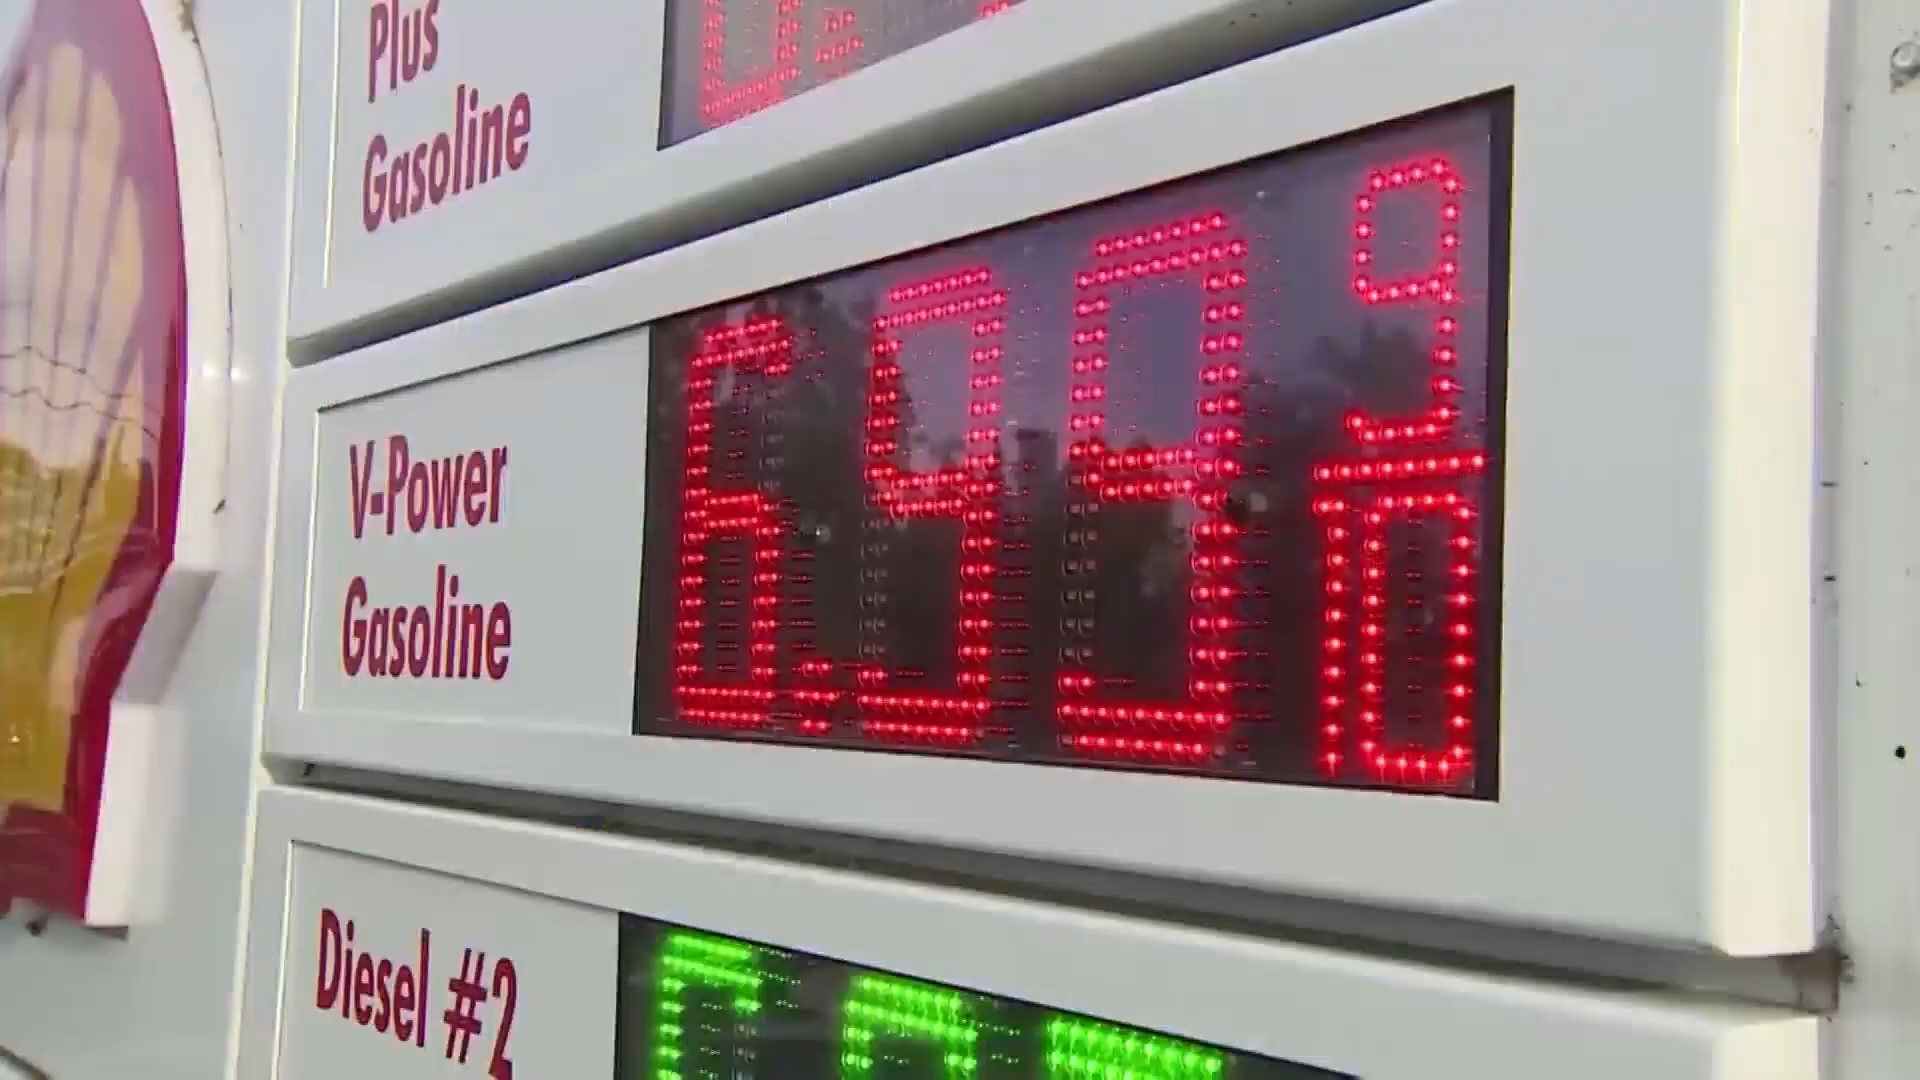 Plus
Gasoline
V-Power
Gasoline
6.99 9/10
Diesel #2